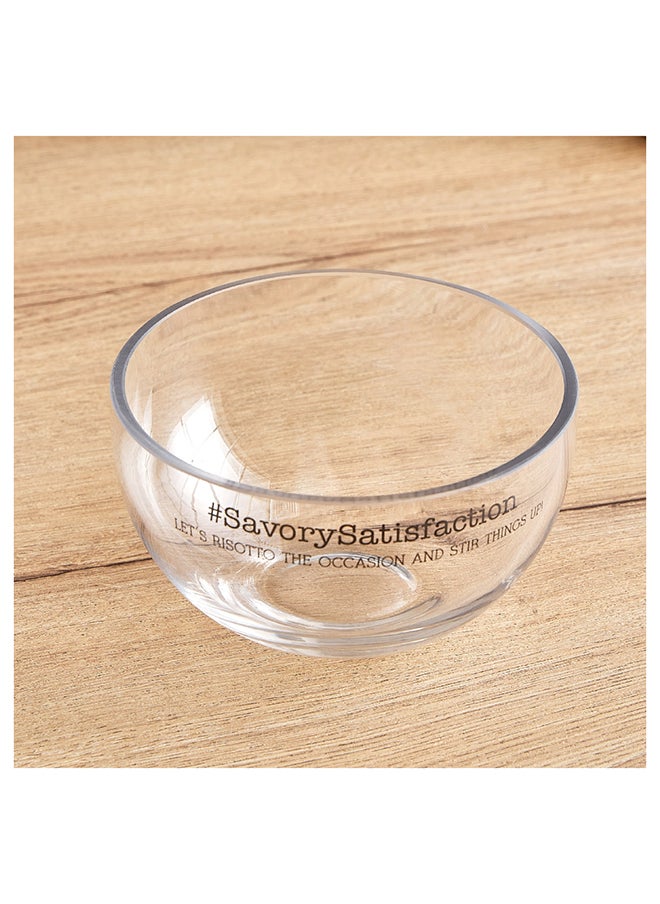 #SavorySatisfaction
LET'S RISOTTO THE OCCASION AND STIR THINGS UP!